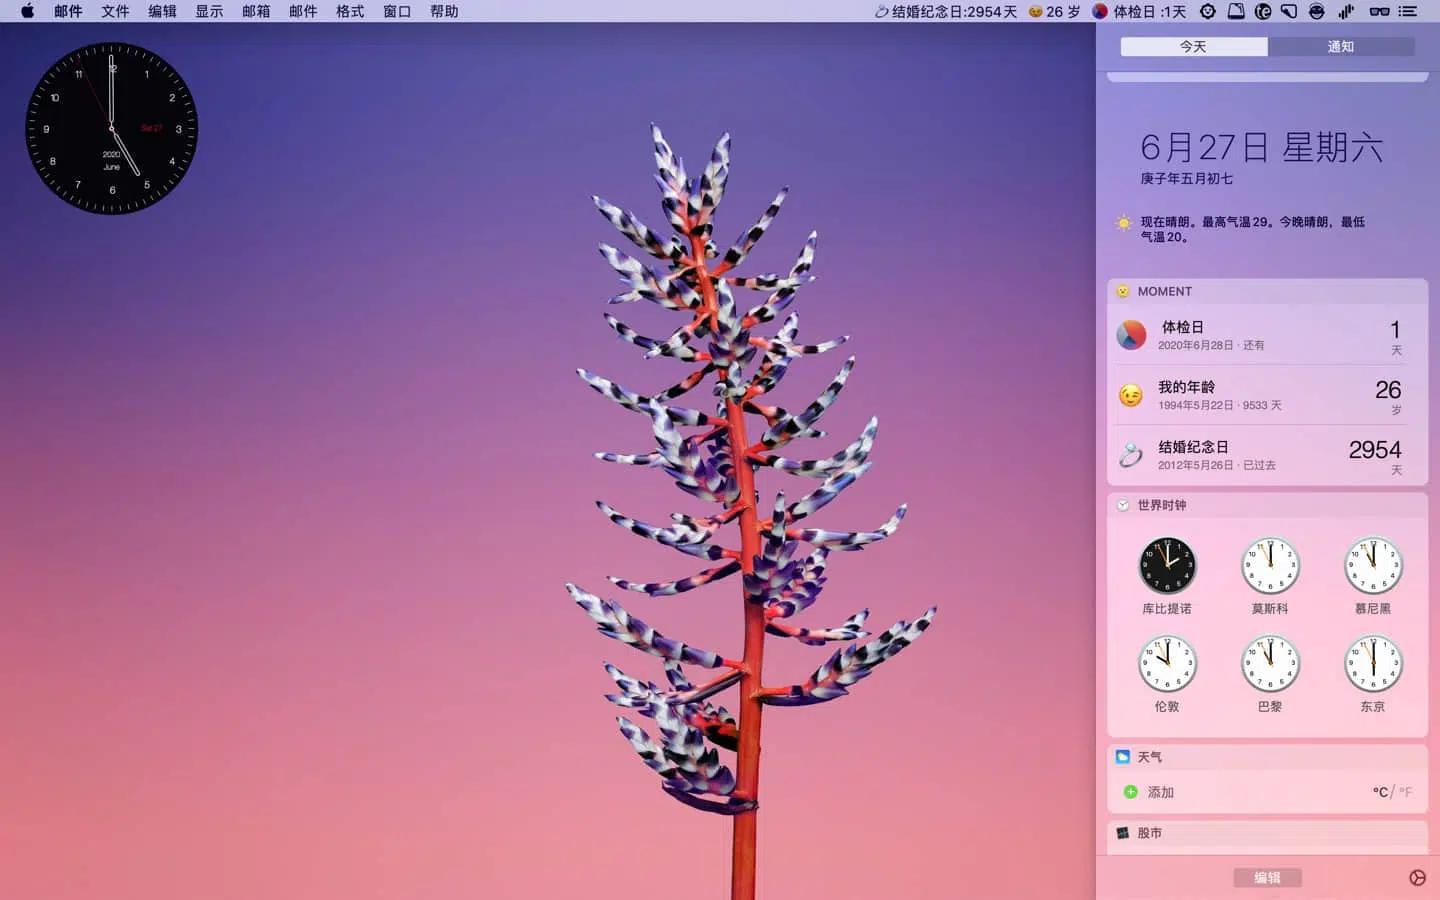 邮件 文件 编辑 显示 邮箱 邮件 格式 窗口 帮助 结婚纪念日:2954天 26 岁 体检日 :1天
12
11 1
10 2
9 Sat 27 3
8 2020 4
June
7 5
6
今天 通知
6月27日 星期六
庚子年五月初七
现在晴朗。最高气温29。今晚晴朗，最低
气温20。
MOMENT
体检日 1
2020年6月28日 · 还有 天
我的年龄 26
1994年5月22日 · 9533 天 岁
结婚纪念日 2954
2012年5月26日 · 已过去 天
世界时钟
库比提诺 莫斯科 慕尼黑
伦敦 巴黎 东京
天气
添加 °C/ °F
股市
编辑